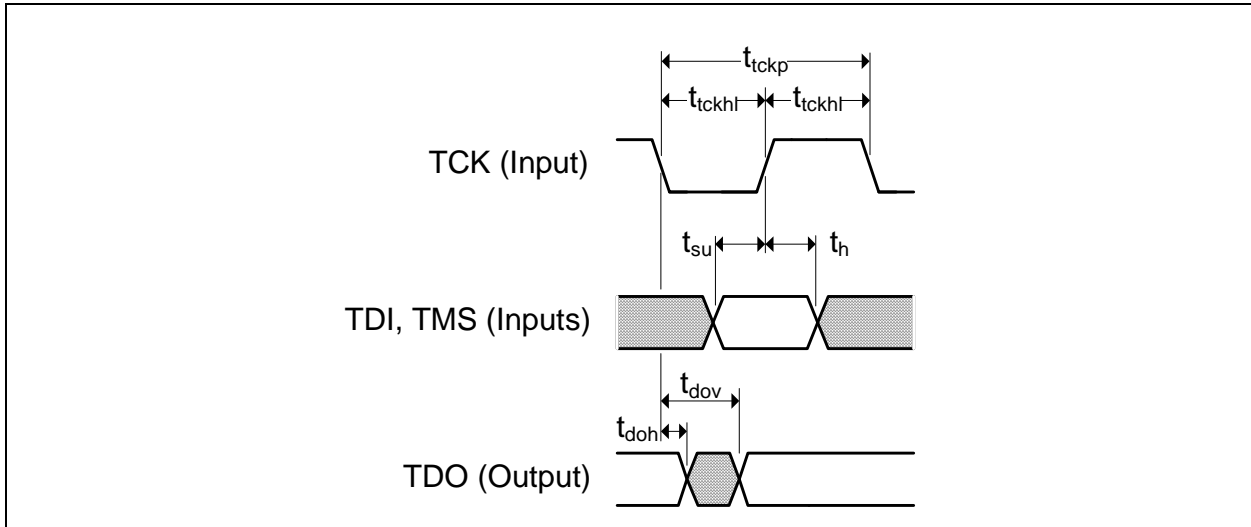 t_tckp
t_tckhl t_tckhl
TCK (Input)
t_su t_h
TDI, TMS (Inputs)
t_dov
t_doh
TDO (Output)